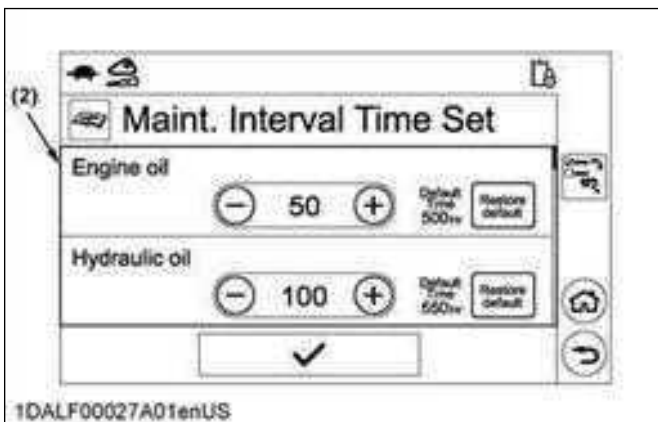 (2)
Maint. Interval Time Set
Engine oil
50
Default
Time
500hr
Restore
default
Hydraulic oil
100
Default
Time
550hr
Restore
default
1DALF00027A01enUS